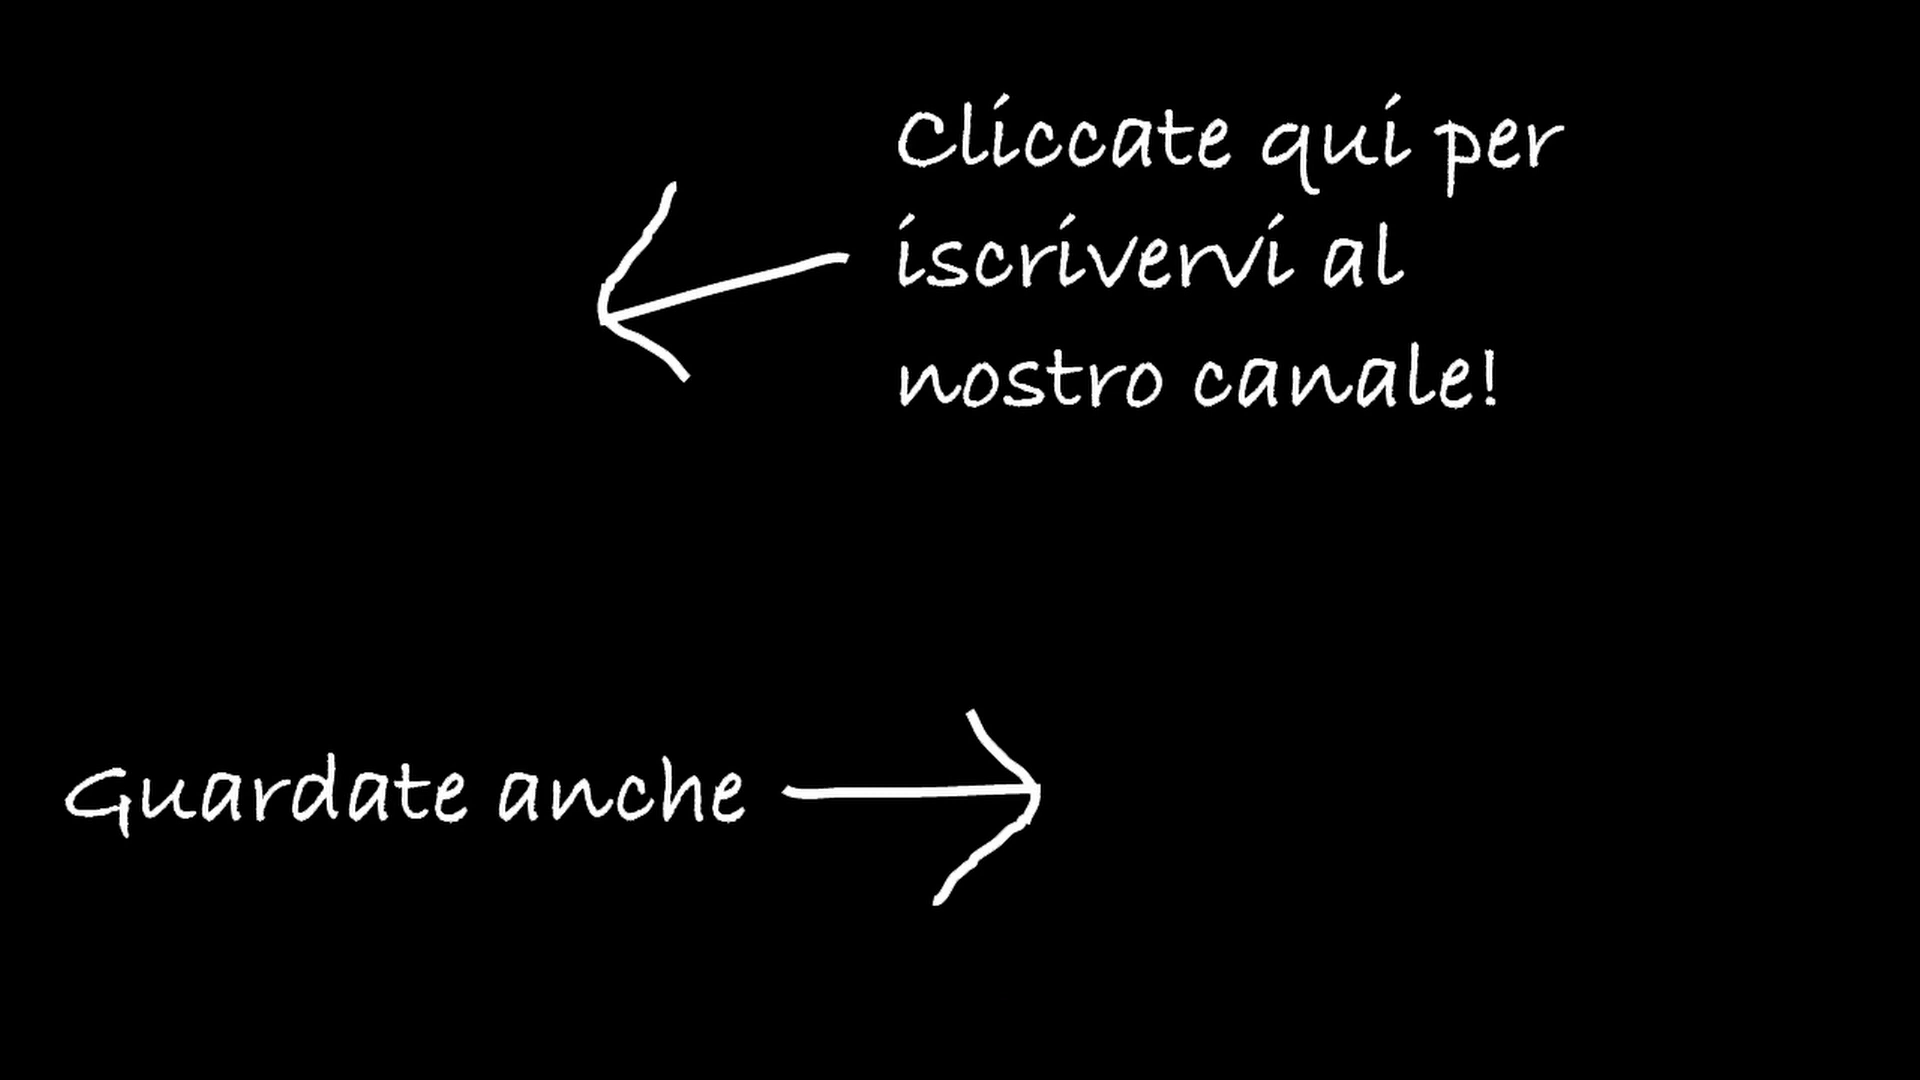 Cliccate qui per
iscrivervi al
nostro canale!
Guardate anche